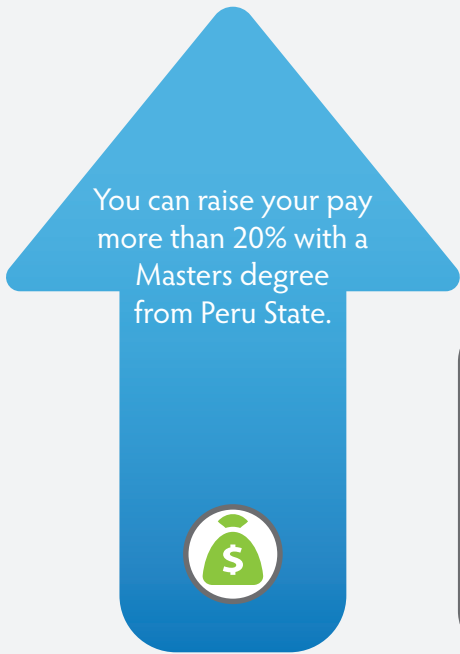 You can raise your pay
more than 20% with a
Masters degree
from Peru State.
$